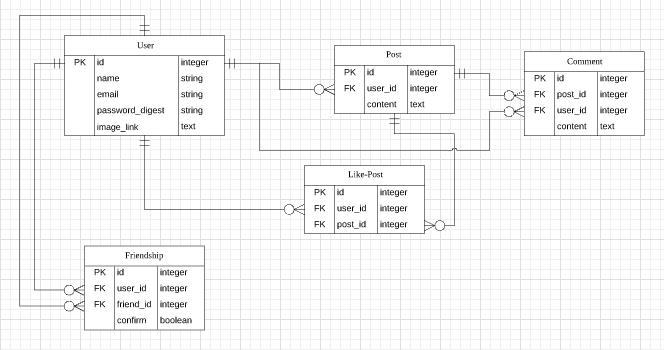 User
PK id integer
name string
email string
password_digest string
image_link text
Post
PK id integer
FK user_id integer
content text
Comment
PK id integer
FK post_id integer
FK user_id integer
content text
Like-Post
PK id integer
FK user_id integer
FK post_id integer
Friendship
PK id integer
FK user_id integer
FK friend_id integer
confirm boolean